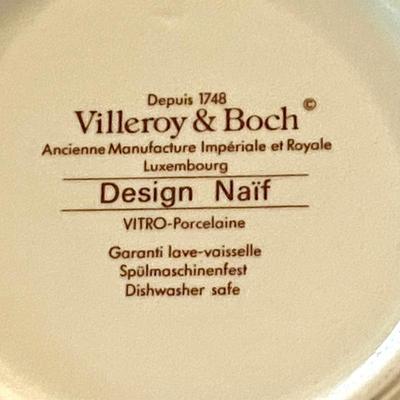 Depuis 1748
Villeroy & Boch ©
Ancienne Manufacture Impériale et Royale
Luxembourg
Design Naïf
VITRO-Porcelaine
Garanti lave-vaisselle
Spülmaschinenfest
Dishwasher safe